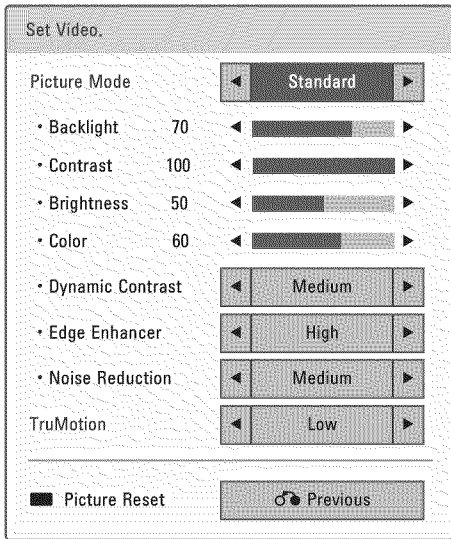 Set Video.
Picture Mode Standard
• Backlight 70
• Contrast 100
• Brightness 50
• Color 60
• Dynamic Contrast Medium
• Edge Enhancer High
• Noise Reduction Medium
TruMotion Low
Picture Reset Previous